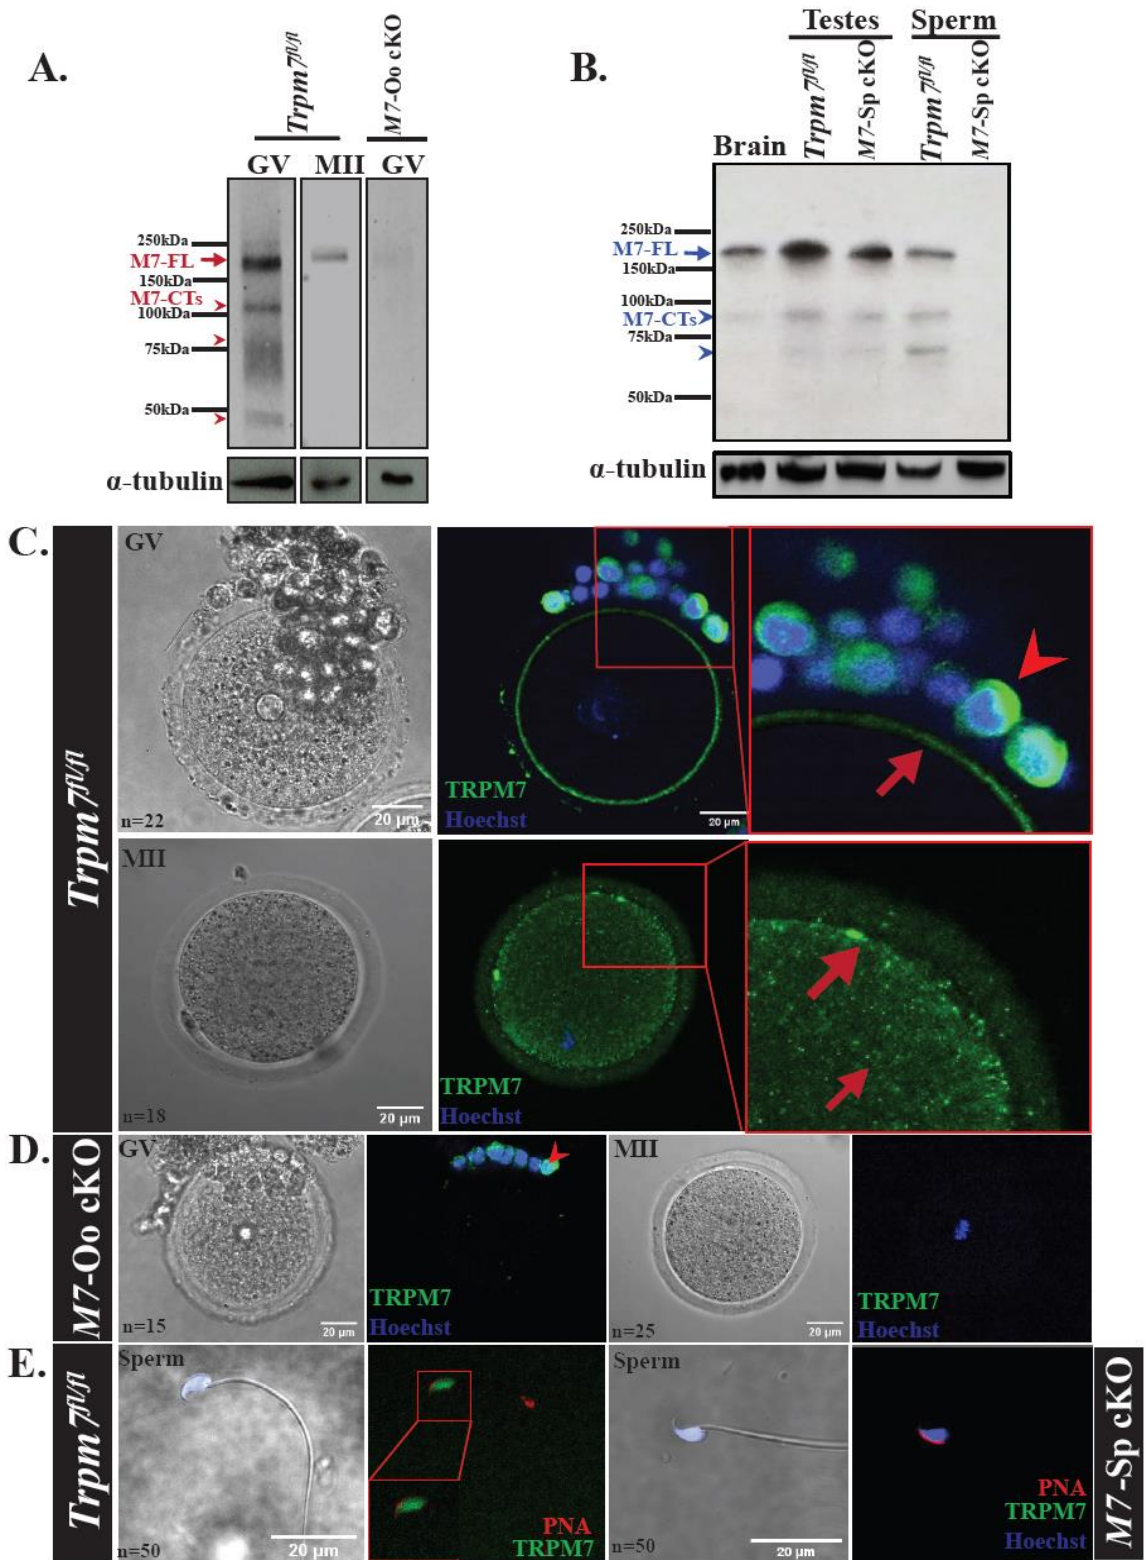 A.
Trpm7fl/fl
M7-Oo cKO
GV
MII
GV
250kDa
M7-FL
150kDa
M7-CTs
100kDa
75kDa
50kDa
α-tubulin
B.
Testes
Sperm
Brain
Trpm7fl/fl
M7-Sp cKO
Trpm7fl/fl
M7-Sp cKO
250kDa
M7-FL
150kDa
100kDa
M7-CTs
75kDa
50kDa
α-tubulin
C.
Trpm7fl/fl
GV
n=22
20 µm
TRPM7
Hoechst
20 µm
MII
n=18
20 µm
TRPM7
Hoechst
D.
M7-Oo cKO
GV
n=15
20 µm
TRPM7
Hoechst
MII
n=25
20 µm
TRPM7
Hoechst
E.
Trpm7fl/fl
Sperm
n=50
20 µm
PNA
TRPM7
Sperm
n=50
20 µm
PNA
TRPM7
Hoechst
M7-Sp cKO